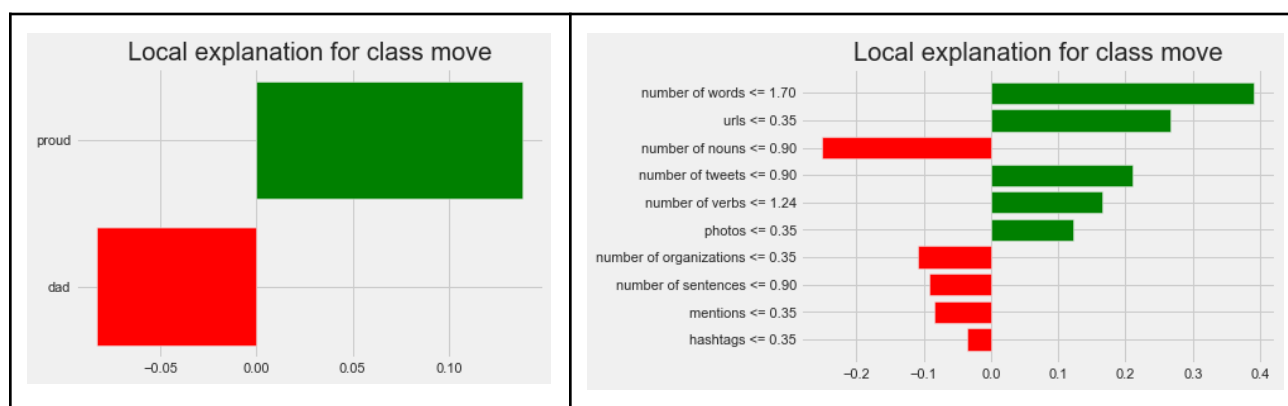 Local explanation for class move
proud
dad
−0.05 0.00 0.05 0.10
Local explanation for class move
number of words <= 1.70
urls <= 0.35
number of nouns <= 0.90
number of tweets <= 0.90
number of verbs <= 1.24
photos <= 0.35
number of organizations <= 0.35
number of sentences <= 0.90
mentions <= 0.35
hashtags <= 0.35
−0.2 −0.1 0.0 0.1 0.2 0.3 0.4